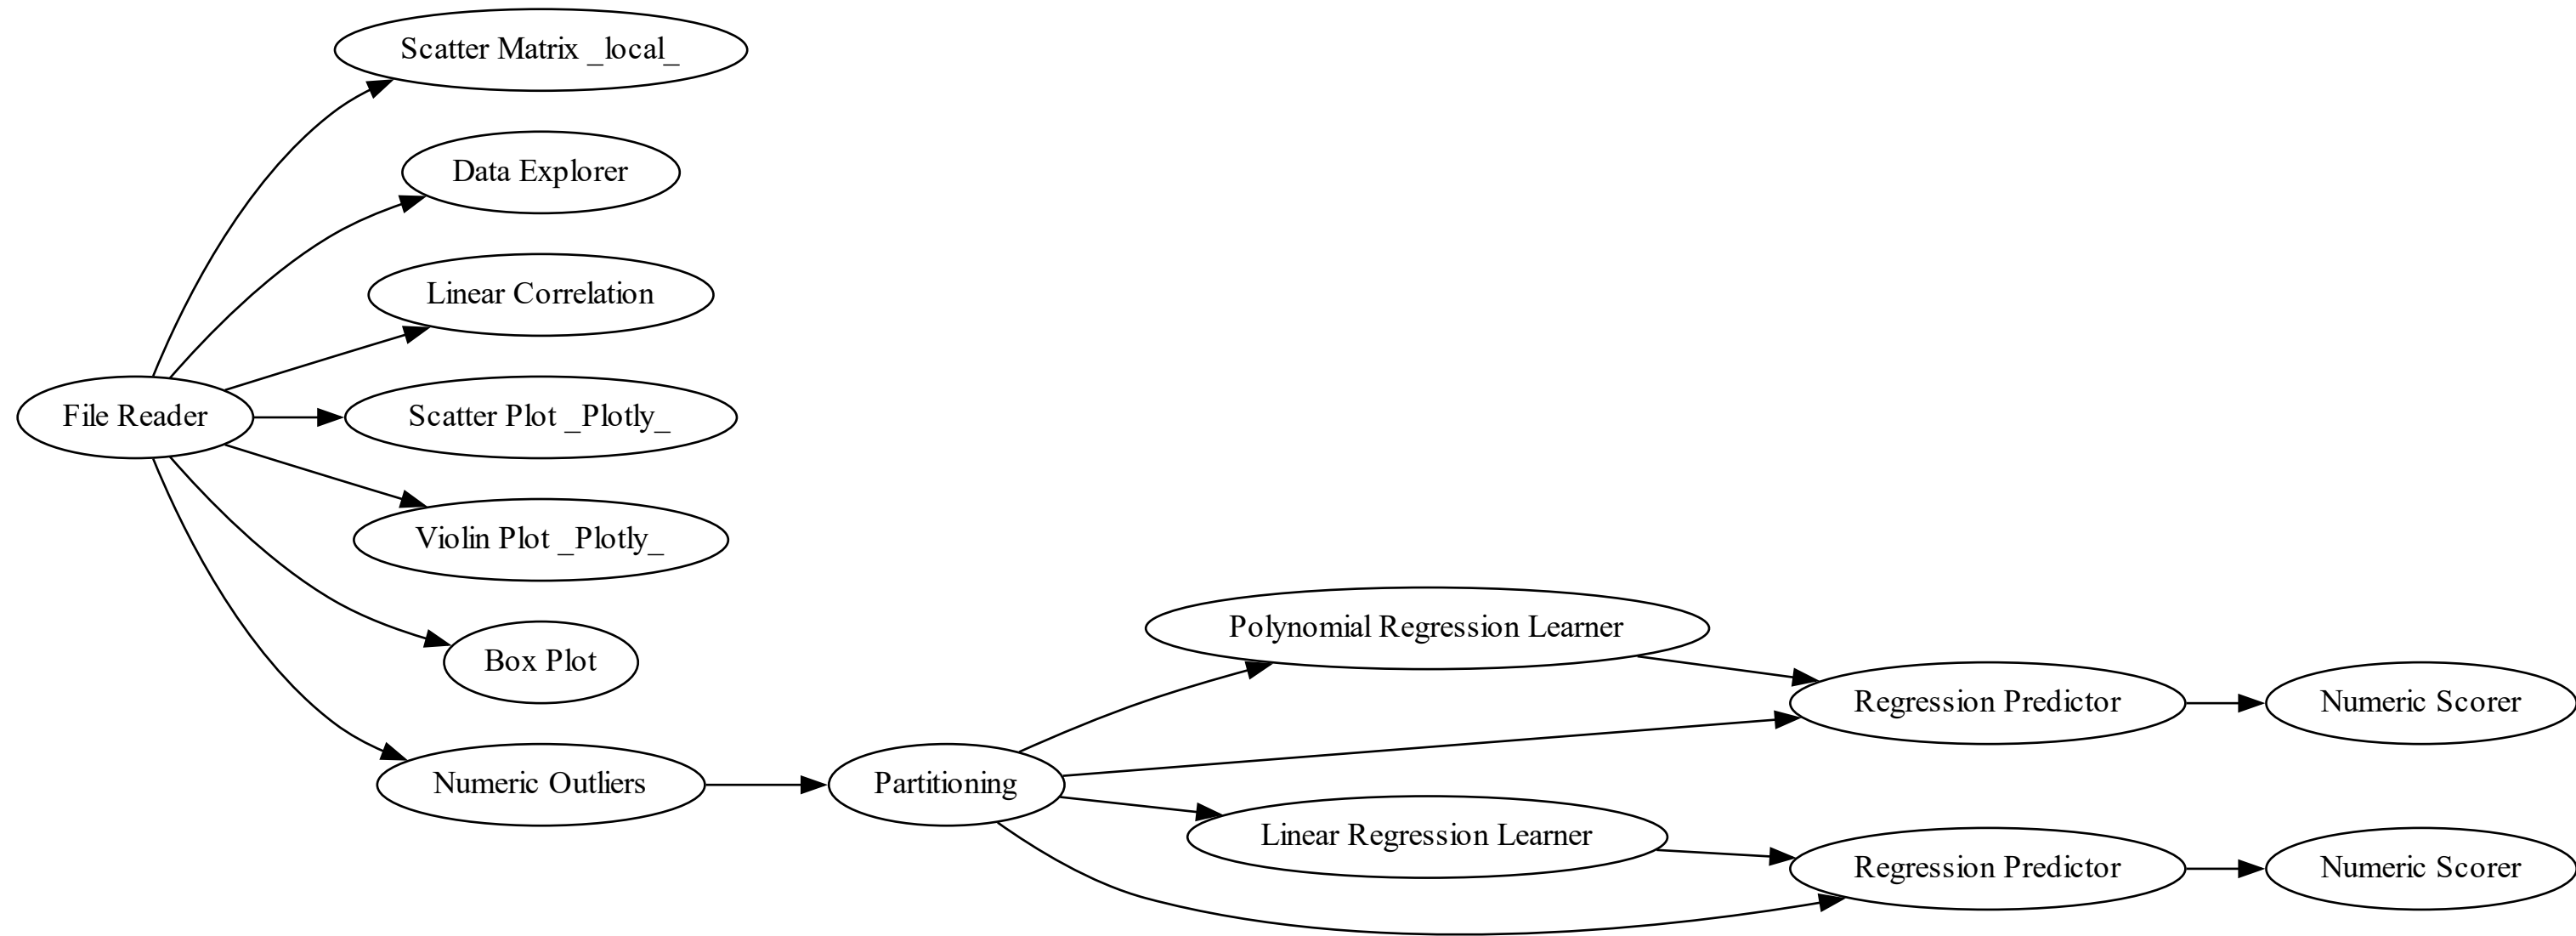 Scatter Matrix _local_
Data Explorer
Linear Correlation
File Reader
Scatter Plot _Plotly_
Violin Plot _Plotly_
Box Plot
Numeric Outliers
Partitioning
Polynomial Regression Learner
Linear Regression Learner
Regression Predictor
Numeric Scorer
Regression Predictor
Numeric Scorer